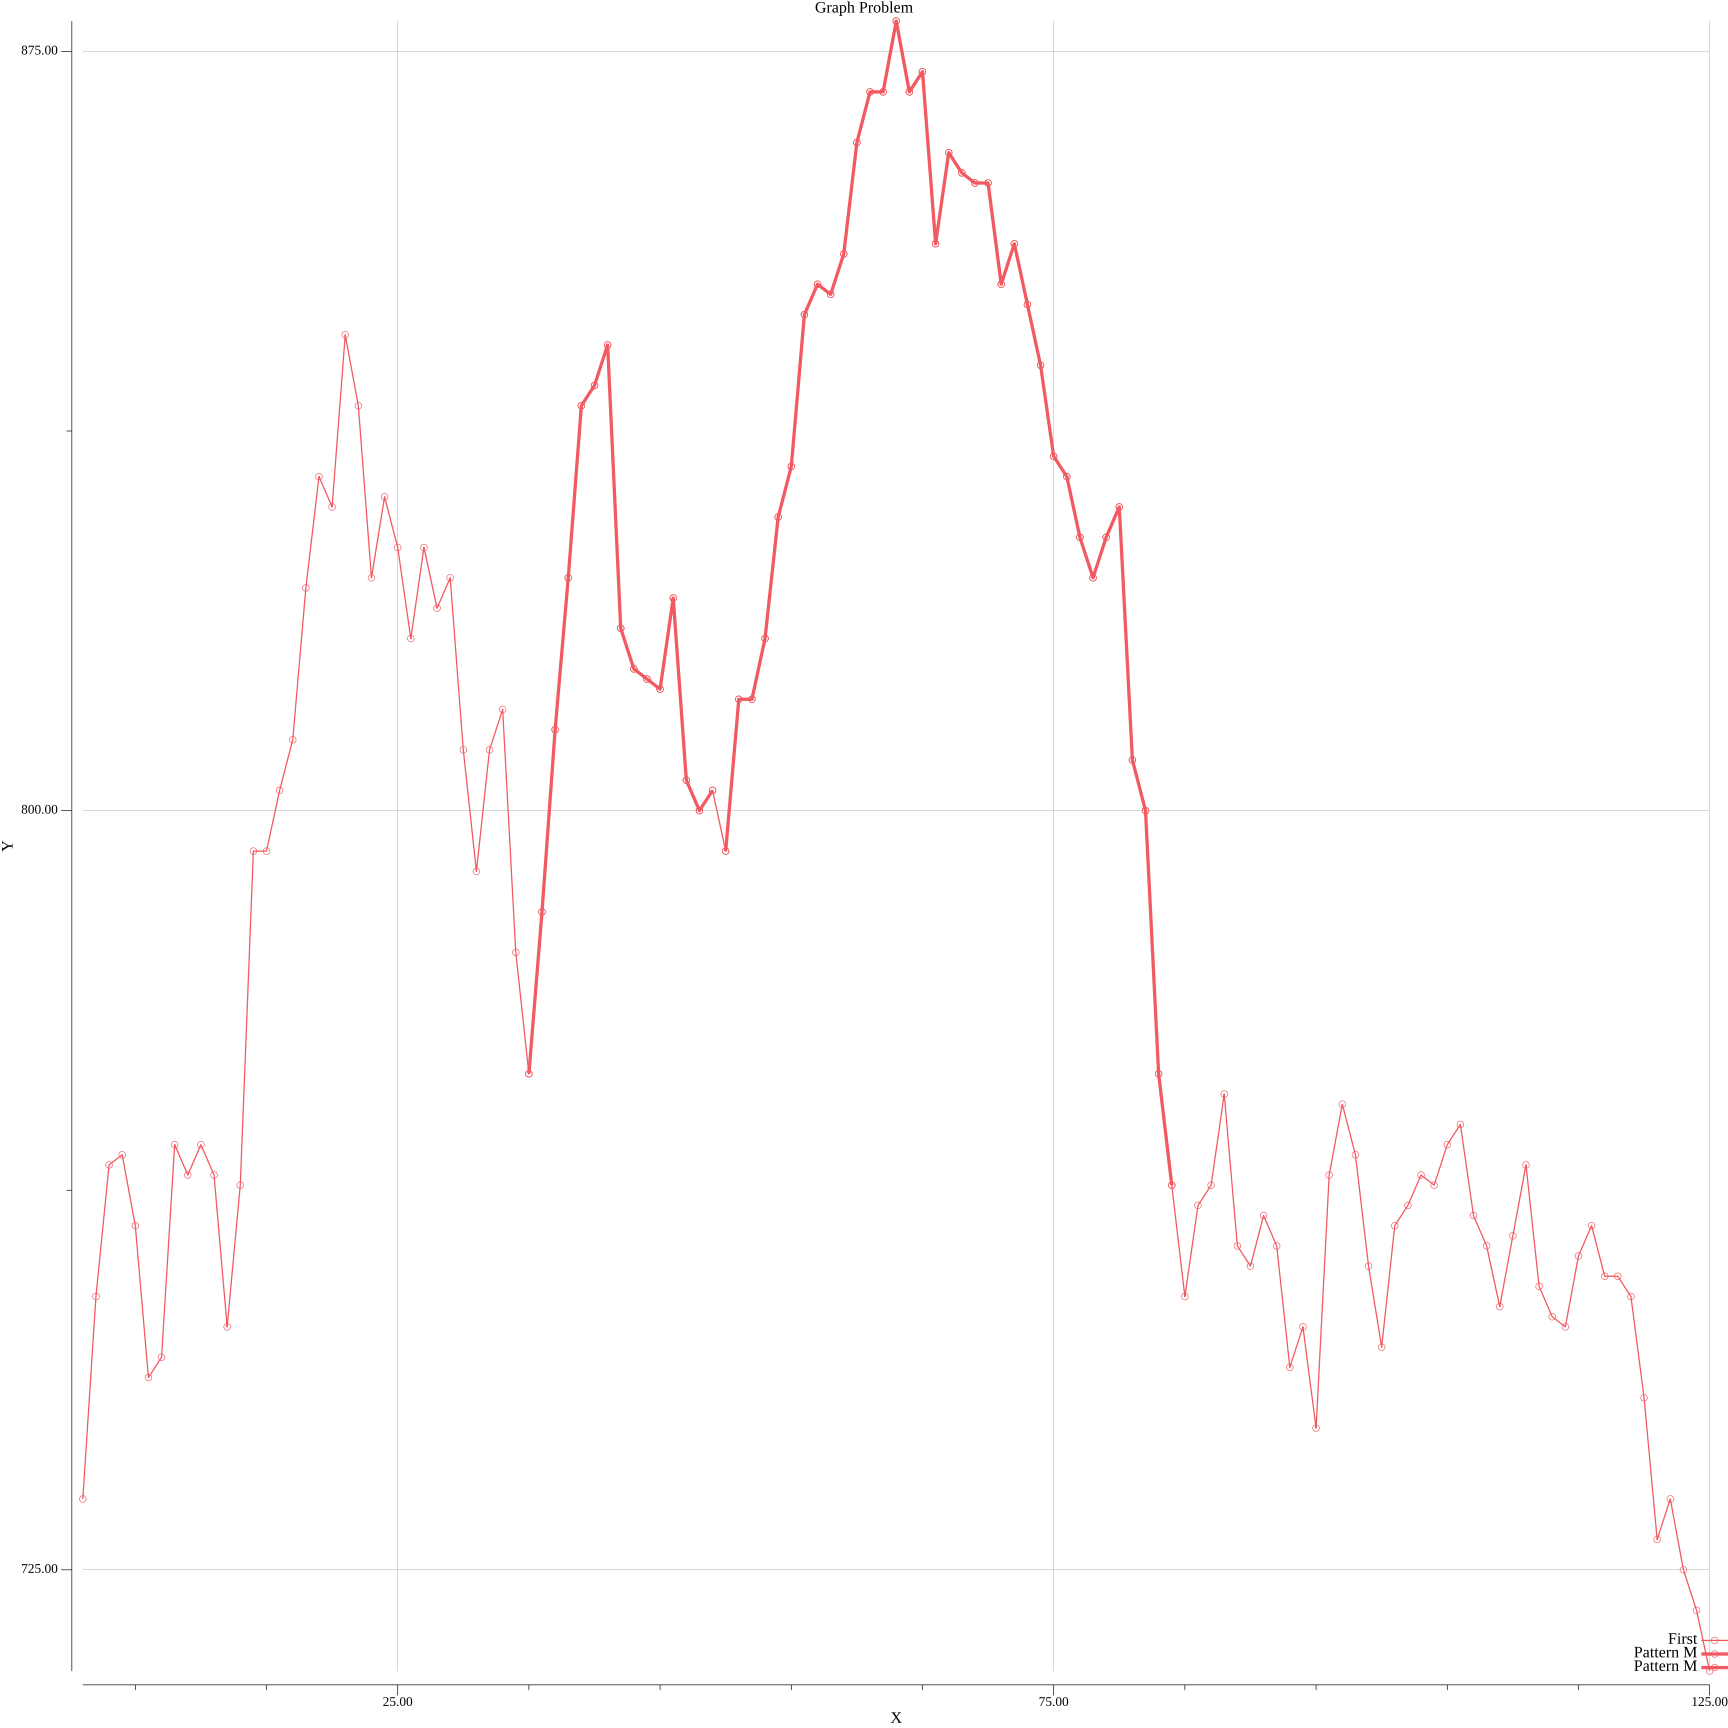 Graph Problem
875.00
800.00
Y
725.00
First
Pattern M
Pattern M
25.00
75.00
125.00
X